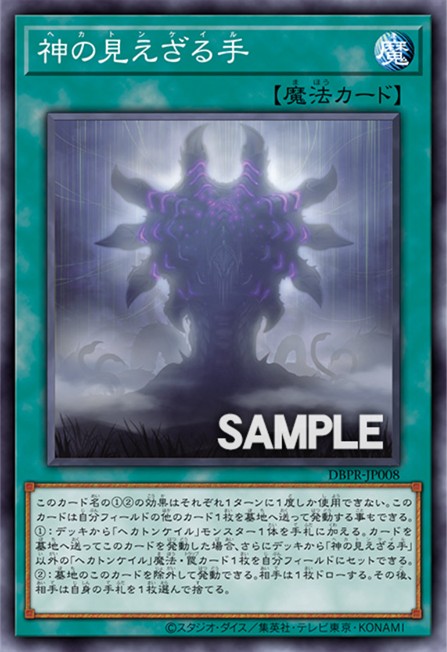 神の見えざる手
ヘカトンケイル
魔
【魔法カード】
SAMPLE
DBPR-JP008
このカード名の①②の効果はそれぞれ1ターンに1度しか使用できない。この
カードは自分フィールドの他のカード1枚を墓地へ送って発動する事もできる。
①：デッキから「ヘカトンケイル」モンスター1体を手札に加える。カードを
墓地へ送ってこのカードを発動した場合、さらにデッキから「神の見えざる手」
以外の「ヘカトンケイル」魔法・罠カード1枚を自分フィールドにセットできる。
②：墓地のこのカードを除外して発動できる。相手は1枚ドローする。その後、
相手は自身の手札を1枚選んで捨てる。
©スタジオ・ダイス／集英社・テレビ東京・KONAMI